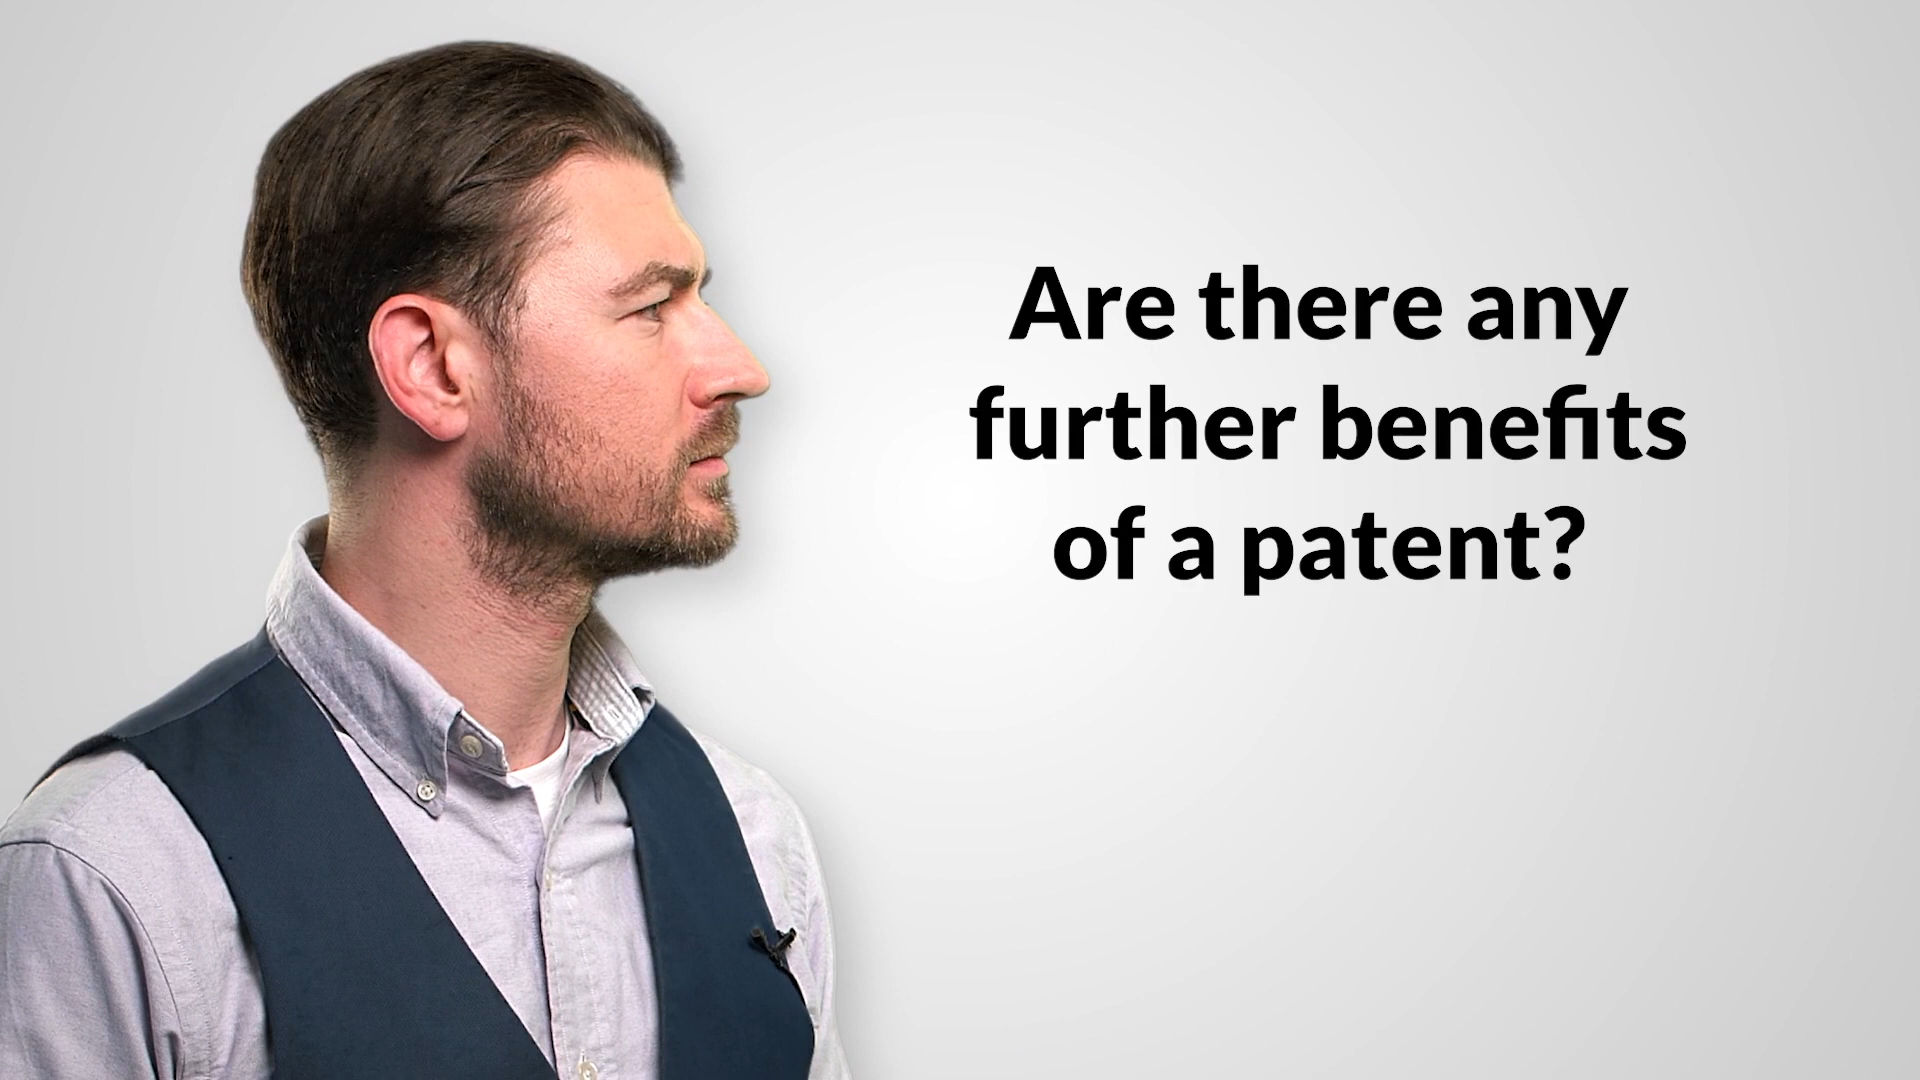 Are there any
further benefits
of a patent?